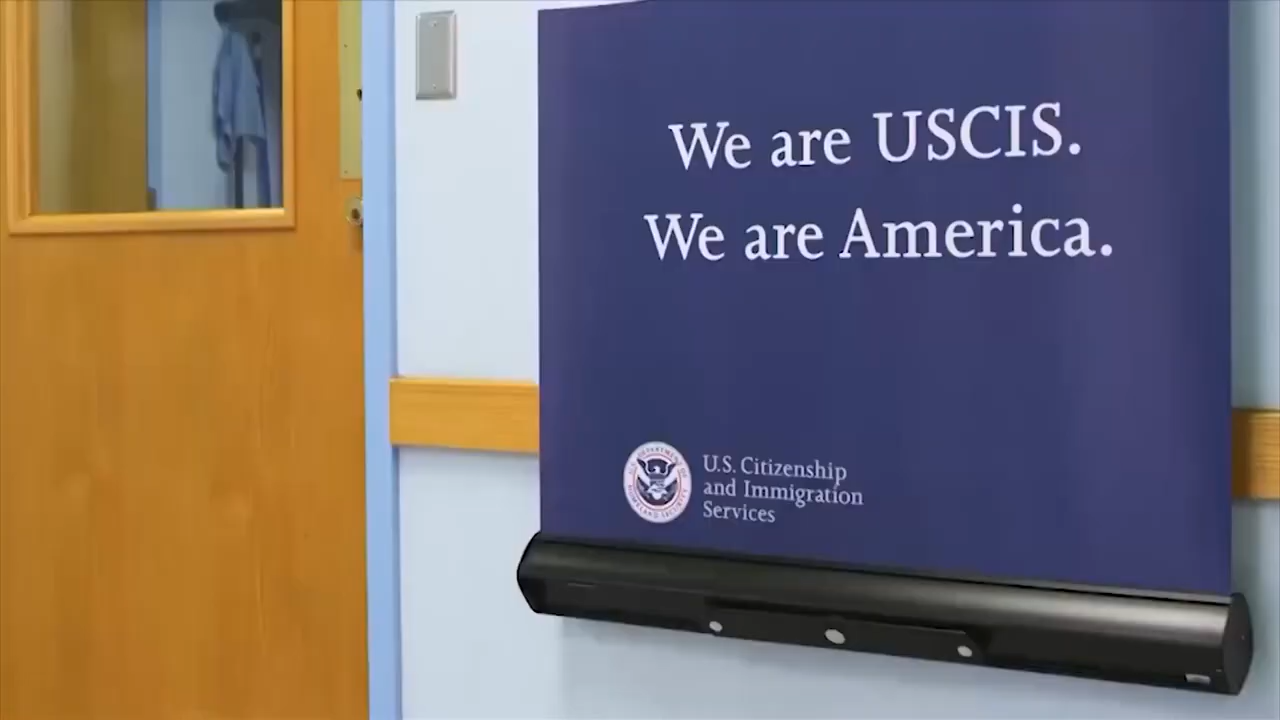 We are USCIS.
We are America.
U.S. Citizenship
and Immigration
Services